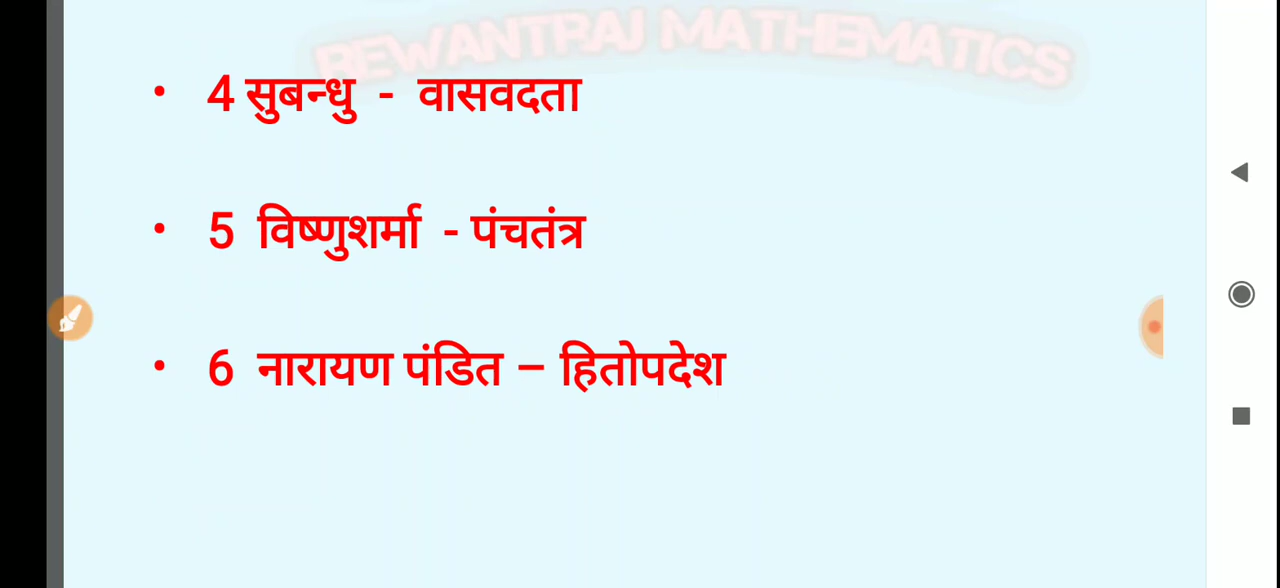 REWANTRAJ MATHEMATICS
• 4 सुबन्धु - वासवदता
• 5 विष्णुशर्मा - पंचतंत्र
• 6 नारायण पंडित – हितोपदेश